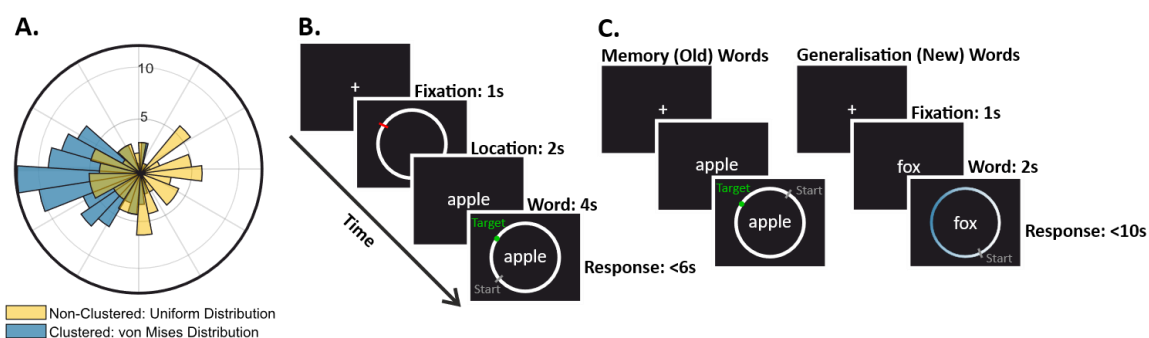 A.
10
5
Non-Clustered: Uniform Distribution
Clustered: von Mises Distribution
B.
Fixation: 1s
Location: 2s
apple
Word: 4s
Target
apple
Start
Response: <6s
Time
C.
Memory (Old) Words
apple
Target
Start
apple
Generalisation (New) Words
Fixation: 1s
fox
Word: 2s
fox
Start
Response: <10s